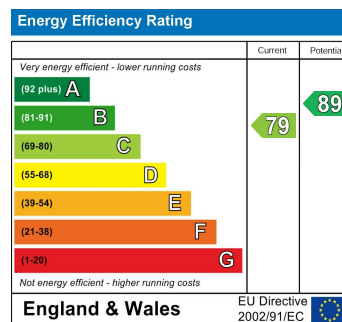 Energy Efficiency Rating
Current
Potentia
Very energy efficient - lower running costs
(92 plus) A
(81-91) B
(69-80) C
(55-68) D
(39-54) E
(21-38) F
(1-20) G
79
89
Not energy efficient - higher running costs
England & Wales
EU Directive
2002/91/EC